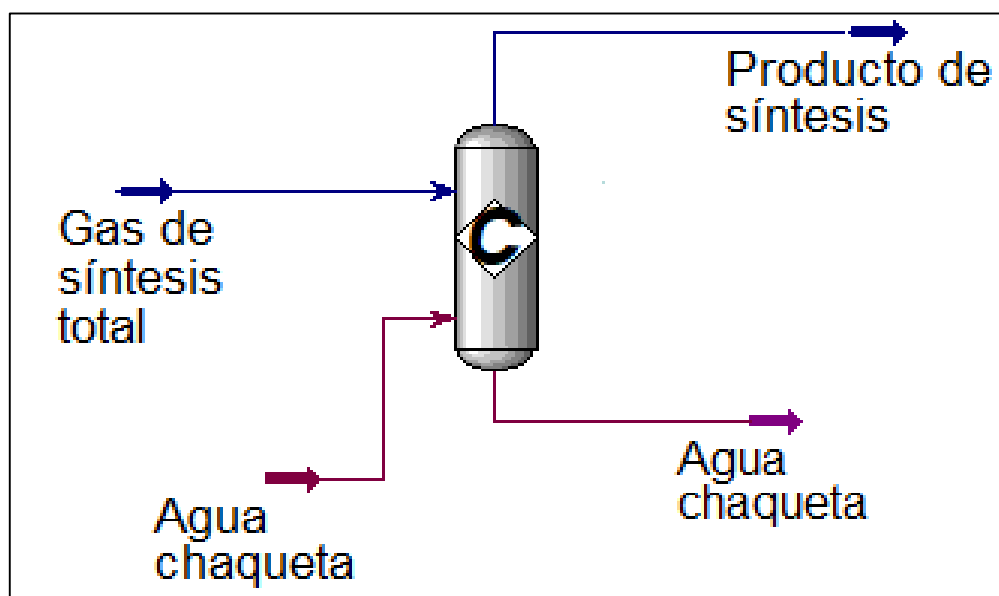 Producto de
síntesis
Gas de
síntesis
total
C
Agua
chaqueta
Agua
chaqueta